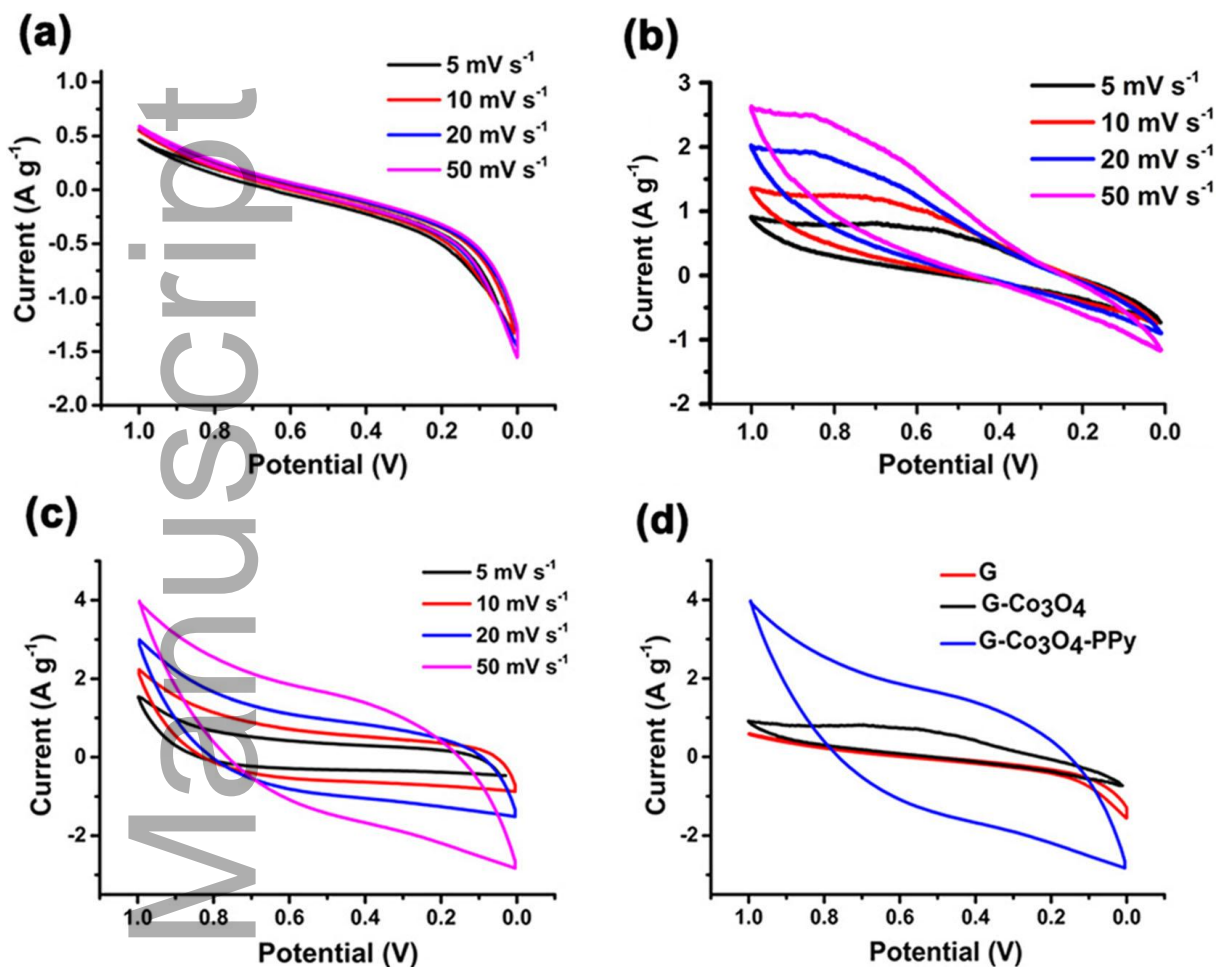 (a)
5 mV s⁻¹
10 mV s⁻¹
20 mV s⁻¹
50 mV s⁻¹
1.0
0.5
0.0
-0.5
-1.0
-1.5
-2.0
Current (A g⁻¹)
1.0 0.8 0.6 0.4 0.2 0.0
Potential (V)
(b)
5 mV s⁻¹
10 mV s⁻¹
20 mV s⁻¹
50 mV s⁻¹
3
2
1
0
-1
-2
Current (A g⁻¹)
1.0 0.8 0.6 0.4 0.2 0.0
Potential (V)
(c)
5 mV s⁻¹
10 mV s⁻¹
20 mV s⁻¹
50 mV s⁻¹
4
2
0
-2
Current (A g⁻¹)
1.0 0.8 0.6 0.4 0.2 0.0
Potential (V)
(d)
G
G-Co3O4
G-Co3O4-PPy
4
2
0
-2
Current (A g⁻¹)
1.0 0.8 0.6 0.4 0.2 0.0
Potential (V)
Manuscript